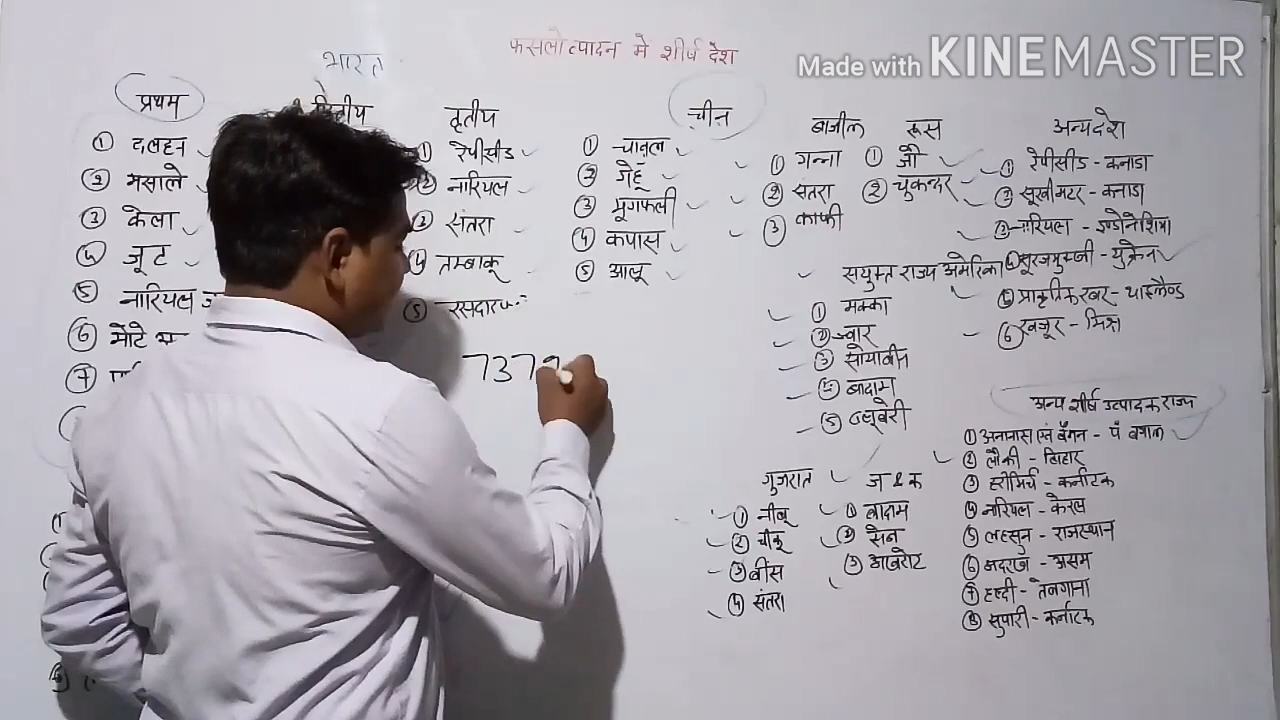 फसलोत्पादन मे शीर्ष देश
Made with KINEMASTER
भारत
प्रथम
① दलहन
② मसाले
③ केला
④ जूट
⑤ नारियल
⑥ मोटे
⑦
द्वितीय
तृतीय
① रेपीसीड
② नारियल
③ संतरा
④ तम्बाकू
⑤ रसदार
737
चीन
① चावल
② गेहूँ
③ मूगफली
④ कपास
⑤ आलू
बाजील
① गन्ना
② संतरा
③ काफी
रूस
① जौ
② चूकन्दर
अन्यदेश
① रेपीसीड - कनाडा
② सूखीमटर - कनाडा
③ नारियल - इण्डोनेशिया
④ सूरजमुखी - युक्रेन
⑤ प्राकृतिक रबर - थाइलैण्ड
⑥ खजूर - मिस्र
सयुक्त राज्य अमेरिका
① मक्का
② ज्वार
③ सोयाबीन
④ बादाम
⑤ ब्लूबेरी
गुजरात
① नीबू
② चीकू
③ बीस
④ संतरा
ज & क
① बादाम
② सेब
③ अखरोट
अन्य शीर्ष उत्पादक राज्य
① अनानास एवं बैंगन - पं बंगाल
② लौकी - बिहार
③ हरीमिर्च - कर्नाटक
④ नारियल - केरल
⑤ लहसुन - राजस्थान
⑥ अदरख - असम
⑦ हल्दी - तेलंगाना
⑧ सुपारी - कर्नाटक